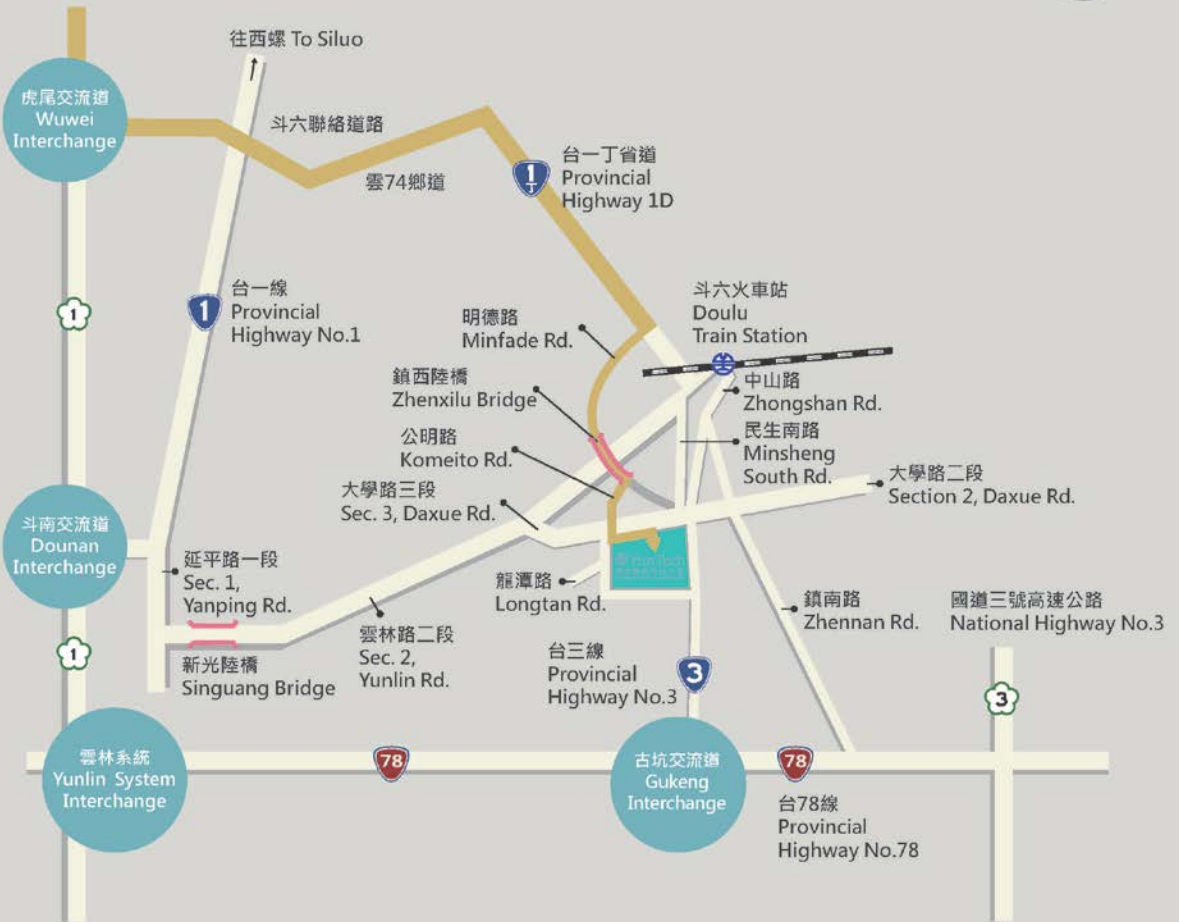 往西螺 To Siluo
虎尾交流道
Wuwei
Interchange
斗六聯絡道路
雲74鄉道
1丁
台一丁省道
Provincial
Highway 1D
1
1
台一線
Provincial
Highway No.1
斗六火車站
Doulu
Train Station
明德路
Minfade Rd.
鎮西陸橋
Zhenxilu Bridge
中山路
Zhongshan Rd.
公明路
Komeito Rd.
民生南路
Minsheng
South Rd.
大學路三段
Sec. 3, Daxue Rd.
大學路二段
Section 2, Daxue Rd.
斗南交流道
Dounan
Interchange
延平路一段
Sec. 1,
Yanping Rd.
YunTech
龍潭路
Longtan Rd.
鎮南路
Zhennan Rd.
國道三號高速公路
National Highway No.3
1
新光陸橋
Singuang Bridge
雲林路二段
Sec. 2,
Yunlin Rd.
台三線
Provincial
Highway No.3
3
3
雲林系統
Yunlin System
Interchange
78
古坑交流道
Gukeng
Interchange
78
台78線
Provincial
Highway No.78